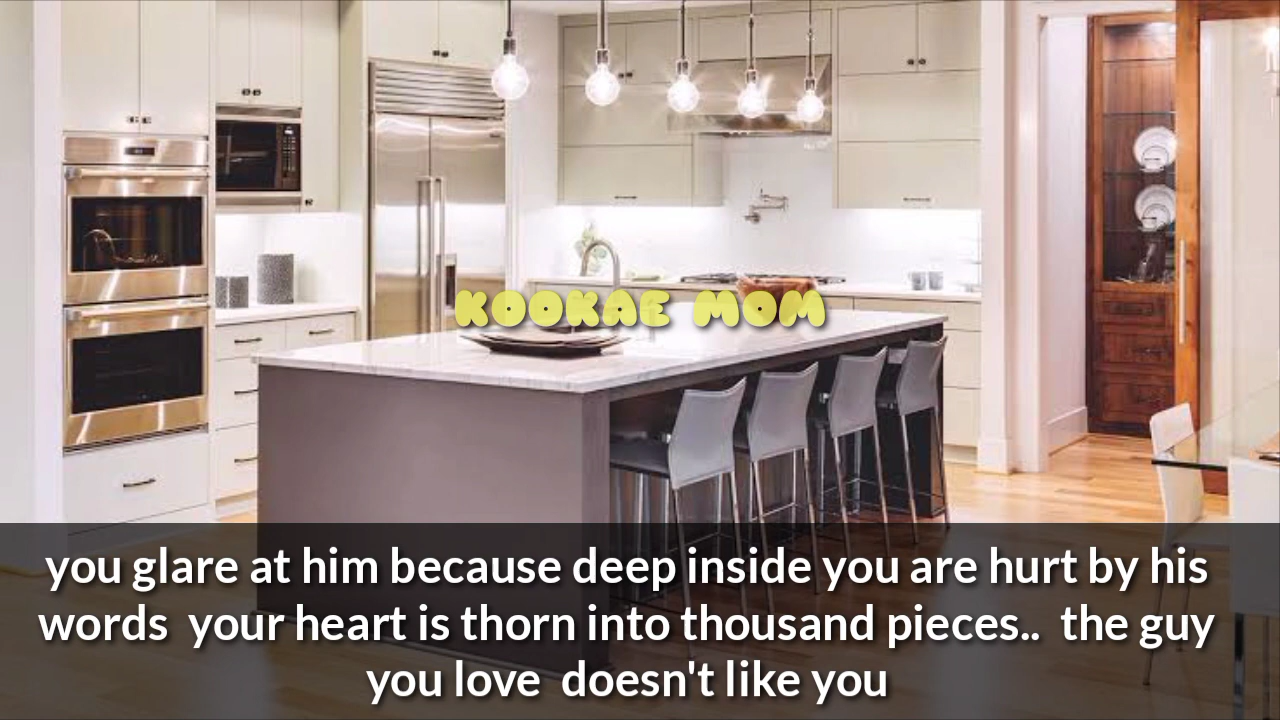 KOOKAE MOM
you glare at him because deep inside you are hurt by his
words  your heart is thorn into thousand pieces..  the guy
you love  doesn't like you